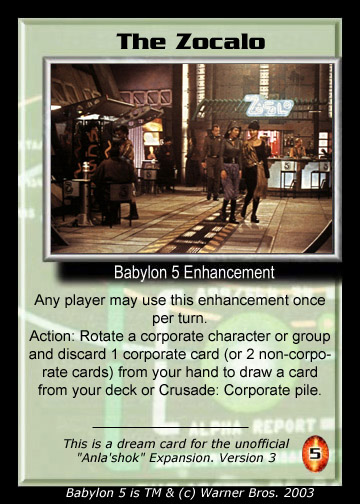 The Zocalo
Babylon 5 Enhancement
Any player may use this enhancement once
per turn.
Action: Rotate a corporate character or group
and discard 1 corporate card (or 2 non-corpo-
rate cards) from your hand to draw a card
from your deck or Crusade: Corporate pile.
This is a dream card for the unofficial
"Anla'shok" Expansion. Version 3
5
Babylon 5 is TM & (c) Warner Bros. 2003